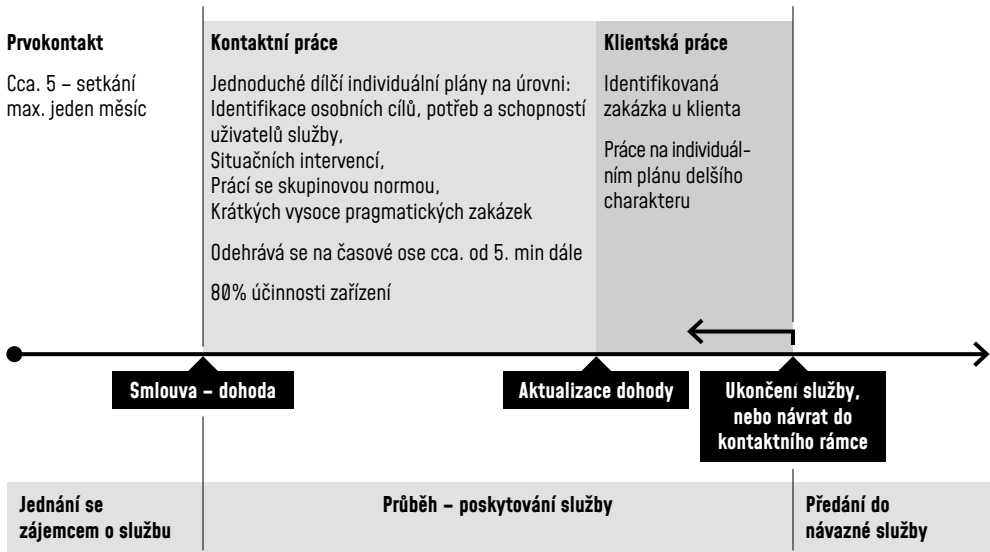 Prvokontakt
Cca. 5 – setkání
max. jeden měsíc
Kontaktní práce
Jednoduché dílčí individuální plány na úrovni:
Identifikace osobních cílů, potřeb a schopností
uživatelů služby,
Situačních intervencí,
Prácí se skupinovou normou,
Krátkých vysoce pragmatických zakázek
Odehrává se na časové ose cca. od 5. min dále
80% účinnosti zařízení
Klientská práce
Identifikovaná
zakázka u klienta
Práce na individuál-
ním plánu delšího
charakteru
Smlouva – dohoda
Aktualizace dohody
Ukončení služby,
nebo návrat do
kontaktního rámce
Jednání se
zájemcem o službu
Průběh – poskytování služby
Předání do
návazné služby